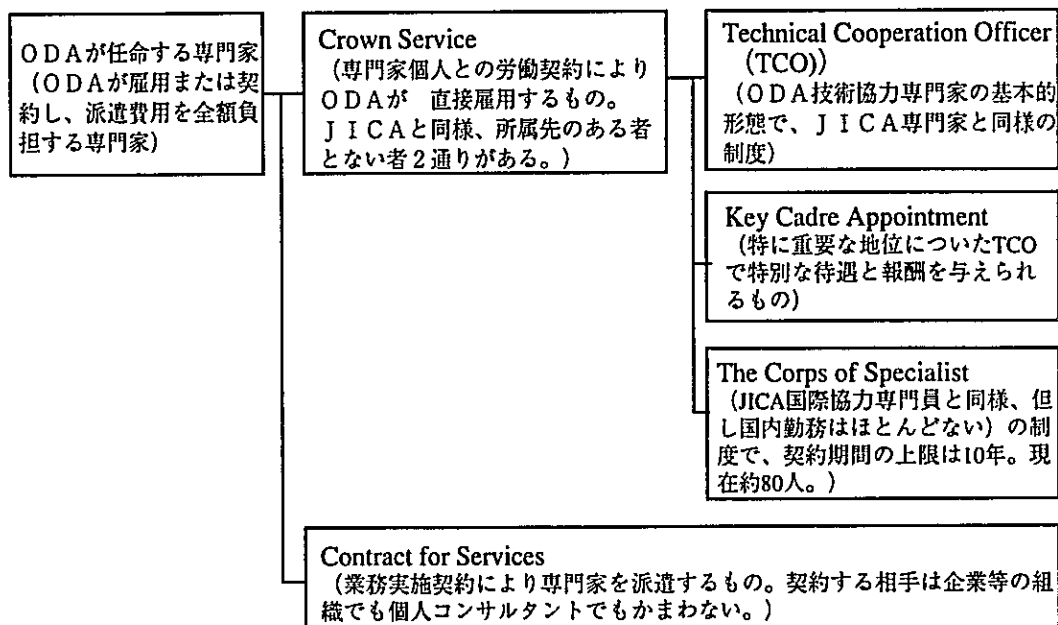 ODAが任命する専門家
(ODAが雇用または契
約し、派遣費用を全額負
担する専門家)
Crown Service
(専門家個人との労働契約により
ODAが 直接雇用するもの。
JICAと同様、所属先のある者
とない者2通りがある。)
Technical Cooperation Officer
(TCO))
(ODA技術協力専門家の基本的
形態で、JICA専門家と同様の
制度)
Key Cadre Appointment
(特に重要な地位についたTCO
で特別な待遇と報酬を与えられ
るもの)
The Corps of Specialist
(JICA国際協力専門員と同様、但
し国内勤務はほとんどない)の制
度で、契約期間の上限は10年。現
在約80人。)
Contract for Services
(業務実施契約により専門家を派遣するもの。契約する相手は企業等の組
織でも個人コンサルタントでもかまわない。)